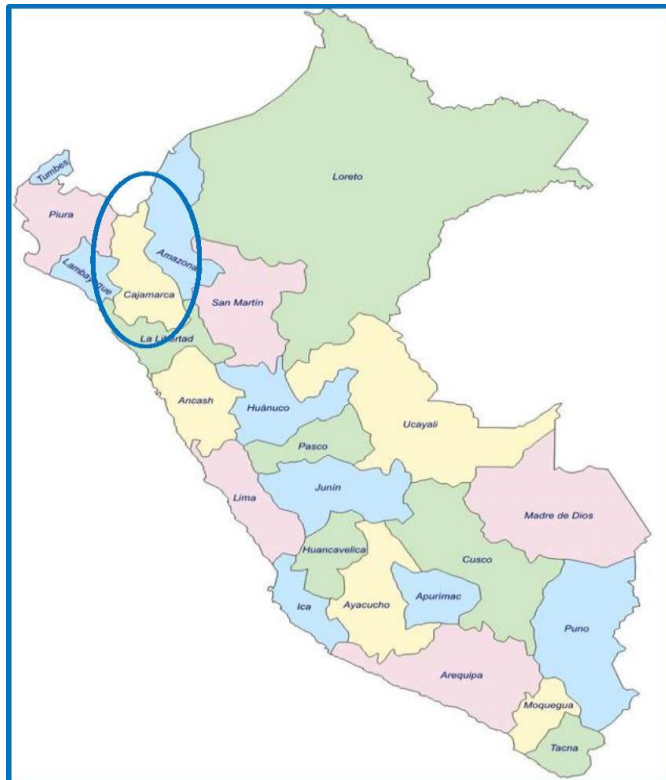 Tumbes
Loreto
Piura
Amazona
Lambayeque
Cajamarca
San Martín
La Libertad
Ancash
Huánuco
Ucayali
Pasco
Lima
Junín
Madre de Dios
Huancavelica
Cusco
Ica
Ayacucho
Apurímac
Puno
Arequipa
Moquegua
Tacna